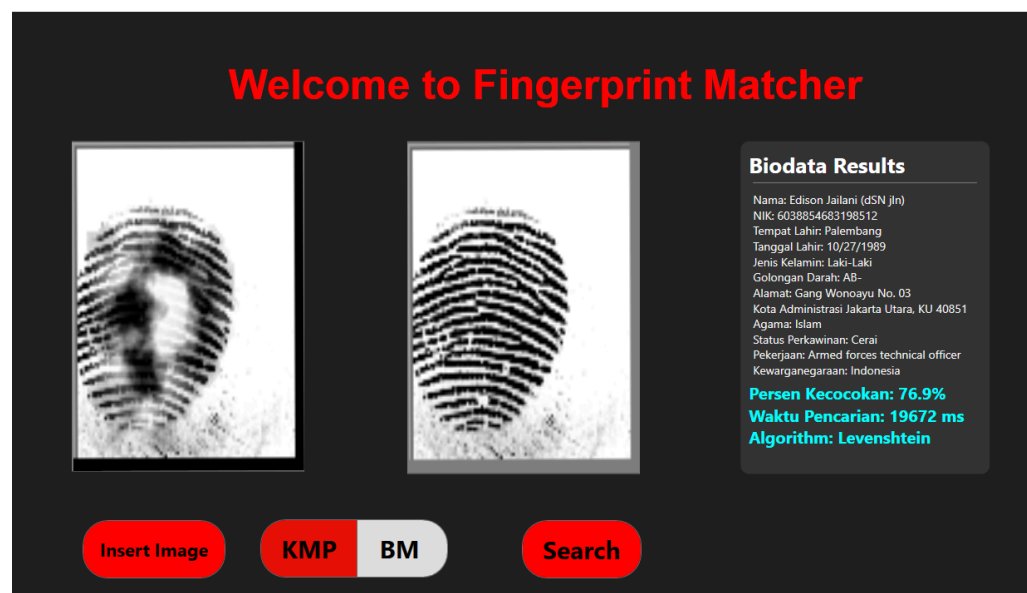 Welcome to Fingerprint Matcher
Biodata Results
Nama: Edison Jailani (dSN jln)
NIK: 6038854683198512
Tempat Lahir: Palembang
Tanggal Lahir: 10/27/1989
Jenis Kelamin: Laki-Laki
Golongan Darah: AB-
Alamat: Gang Wonoayu No. 03
Kota Administrasi Jakarta Utara, KU 40851
Agama: Islam
Status Perkawinan: Cerai
Pekerjaan: Armed forces technical officer
Kewarganegaraan: Indonesia
Persen Kecocokan: 76.9%
Waktu Pencarian: 19672 ms
Algorithm: Levenshtein
Insert Image
KMP
BM
Search